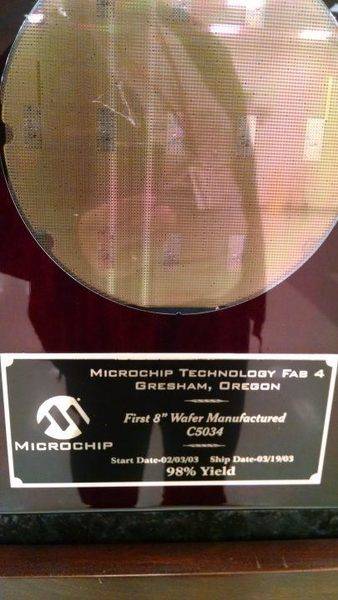 MICROCHIP TECHNOLOGY FAB 4
GRESHAM, OREGON
First 8" Wafer Manufactured
C5034
MICROCHIP
Start Date-02/03/03 Ship Date-03/19/03
98% Yield